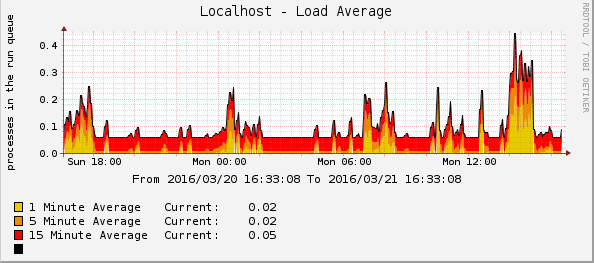 Localhost - Load Average
RRDTOOL / TOBI OETIKER
processes in the run queue
0.4
0.3
0.2
0.1
0.0
Sun 18:00 Mon 00:00 Mon 06:00 Mon 12:00
From 2016/03/20 16:33:08 To 2016/03/21 16:33:08
1 Minute Average Current: 0.02
5 Minute Average Current: 0.02
15 Minute Average Current: 0.05